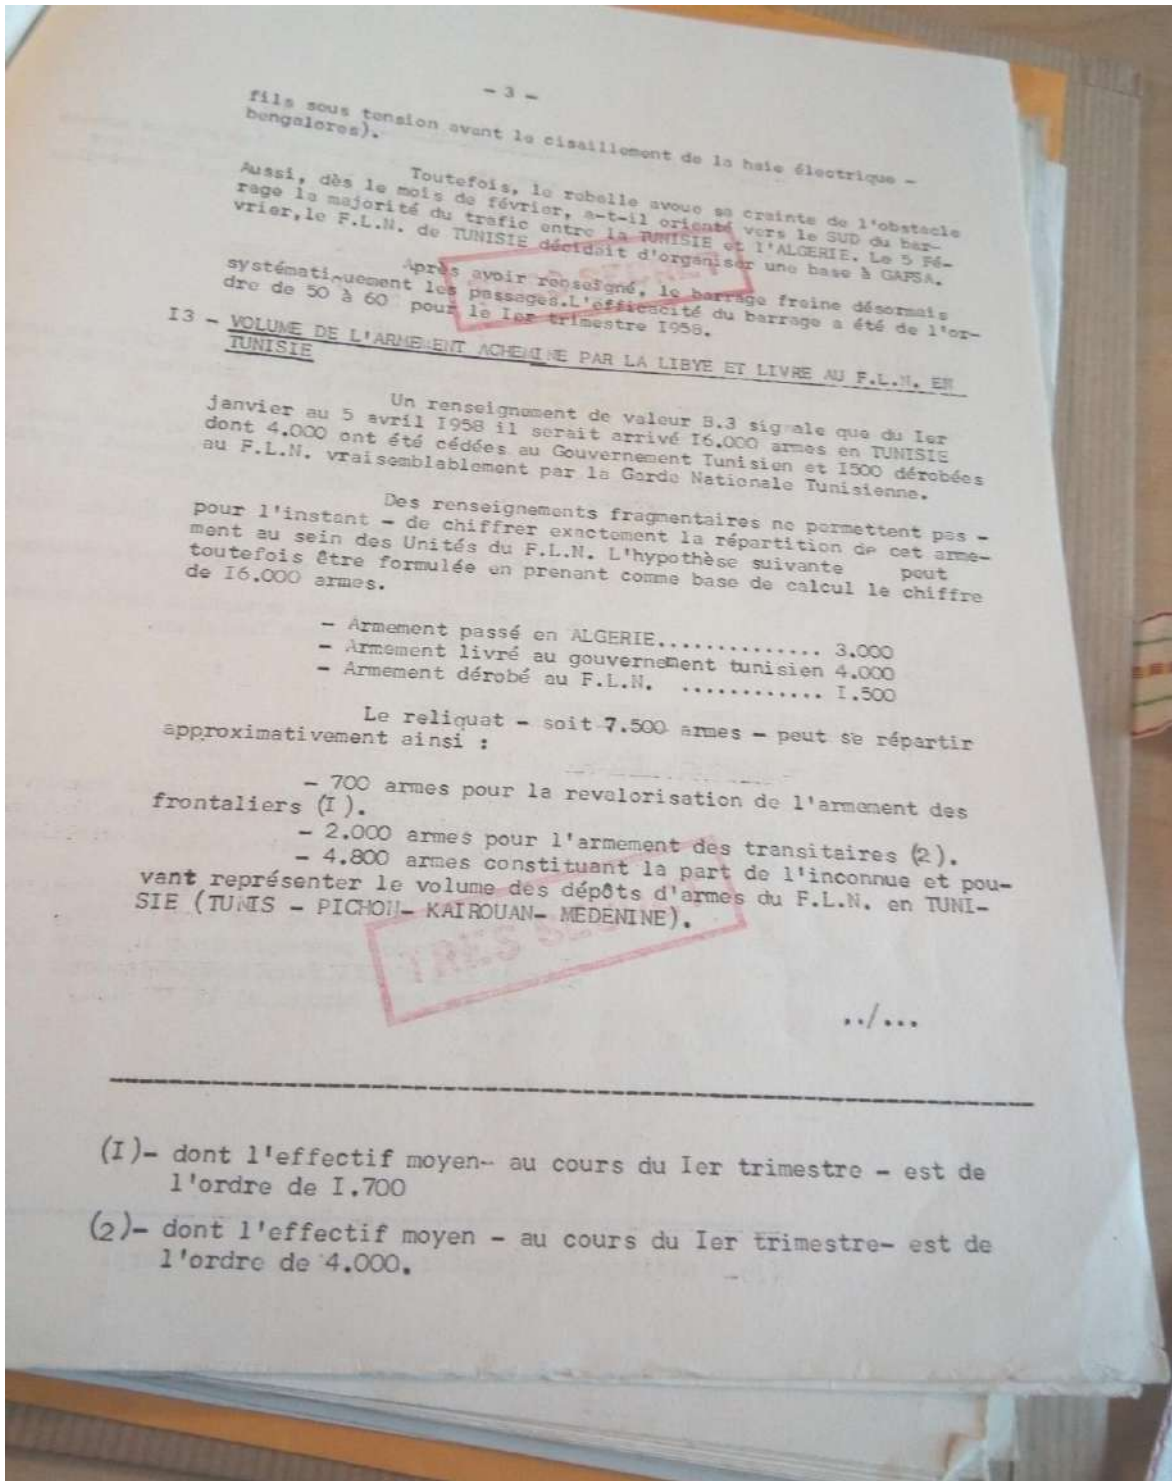 - 3 -
fils sous tension avant le cisaillement de la haie électrique -
bengalores).
Toutefois, le rebelle avoue sa crainte de l'obstacle
Aussi, dès le mois de février, a-t-il orienté vers le SUD du bar-
rage la majorité du trafic entre la TUNISIE et l'ALGERIE. Le 5 Fé-
vrier, le F.L.N. de TUNISIE décidait d'organiser une base à GAFSA.
Après avoir renseigné, le barrage freine désormais
systématiquement les passages. L'efficacité du barrage a été de l'or-
dre de 50 à 60 pour le Ier trimestre I958.
I3 - VOLUME DE L'ARMEMENT ACHEMINE PAR LA LIBYE ET LIVRE AU F.L.N. EN
TUNISIE
Un renseignement de valeur B.3 signale que du Ier
janvier au 5 avril I958 il serait arrivé I6.000 armes en TUNISIE
dont 4.000 ont été cédées au Gouvernement Tunisien et I500 dérobées
au F.L.N. vraisemblablement par la Garde Nationale Tunisienne.
Des renseignements fragmentaires ne permettent pas -
pour l'instant - de chiffrer exactement la répartition de cet arme-
ment au sein des Unités du F.L.N. L'hypothèse suivante peut
toutefois être formulée en prenant comme base de calcul le chiffre
de I6.000 armes.
- Armement passé en ALGERIE.............. 3.000
- Armement livré au gouvernement tunisien 4.000
- Armement dérobé au F.L.N. ............ I.500
Le reliquat - soit 7.500 armes - peut se répartir
approximativement ainsi :
- 700 armes pour la revalorisation de l'armement des
frontaliers (I).
- 2.000 armes pour l'armement des transitaires (2).
- 4.800 armes constituant la part de l'inconnue et pou-
vant représenter le volume des dépôts d'armes du F.L.N. en TUNI-
SIE (TUNIS - PICHON- KAIROUAN- MEDENINE).
TRES SEC
../...
(I)- dont l'effectif moyen- au cours du Ier trimestre - est de
l'ordre de I.700
(2)- dont l'effectif moyen - au cours du Ier trimestre- est de
l'ordre de 4.000.